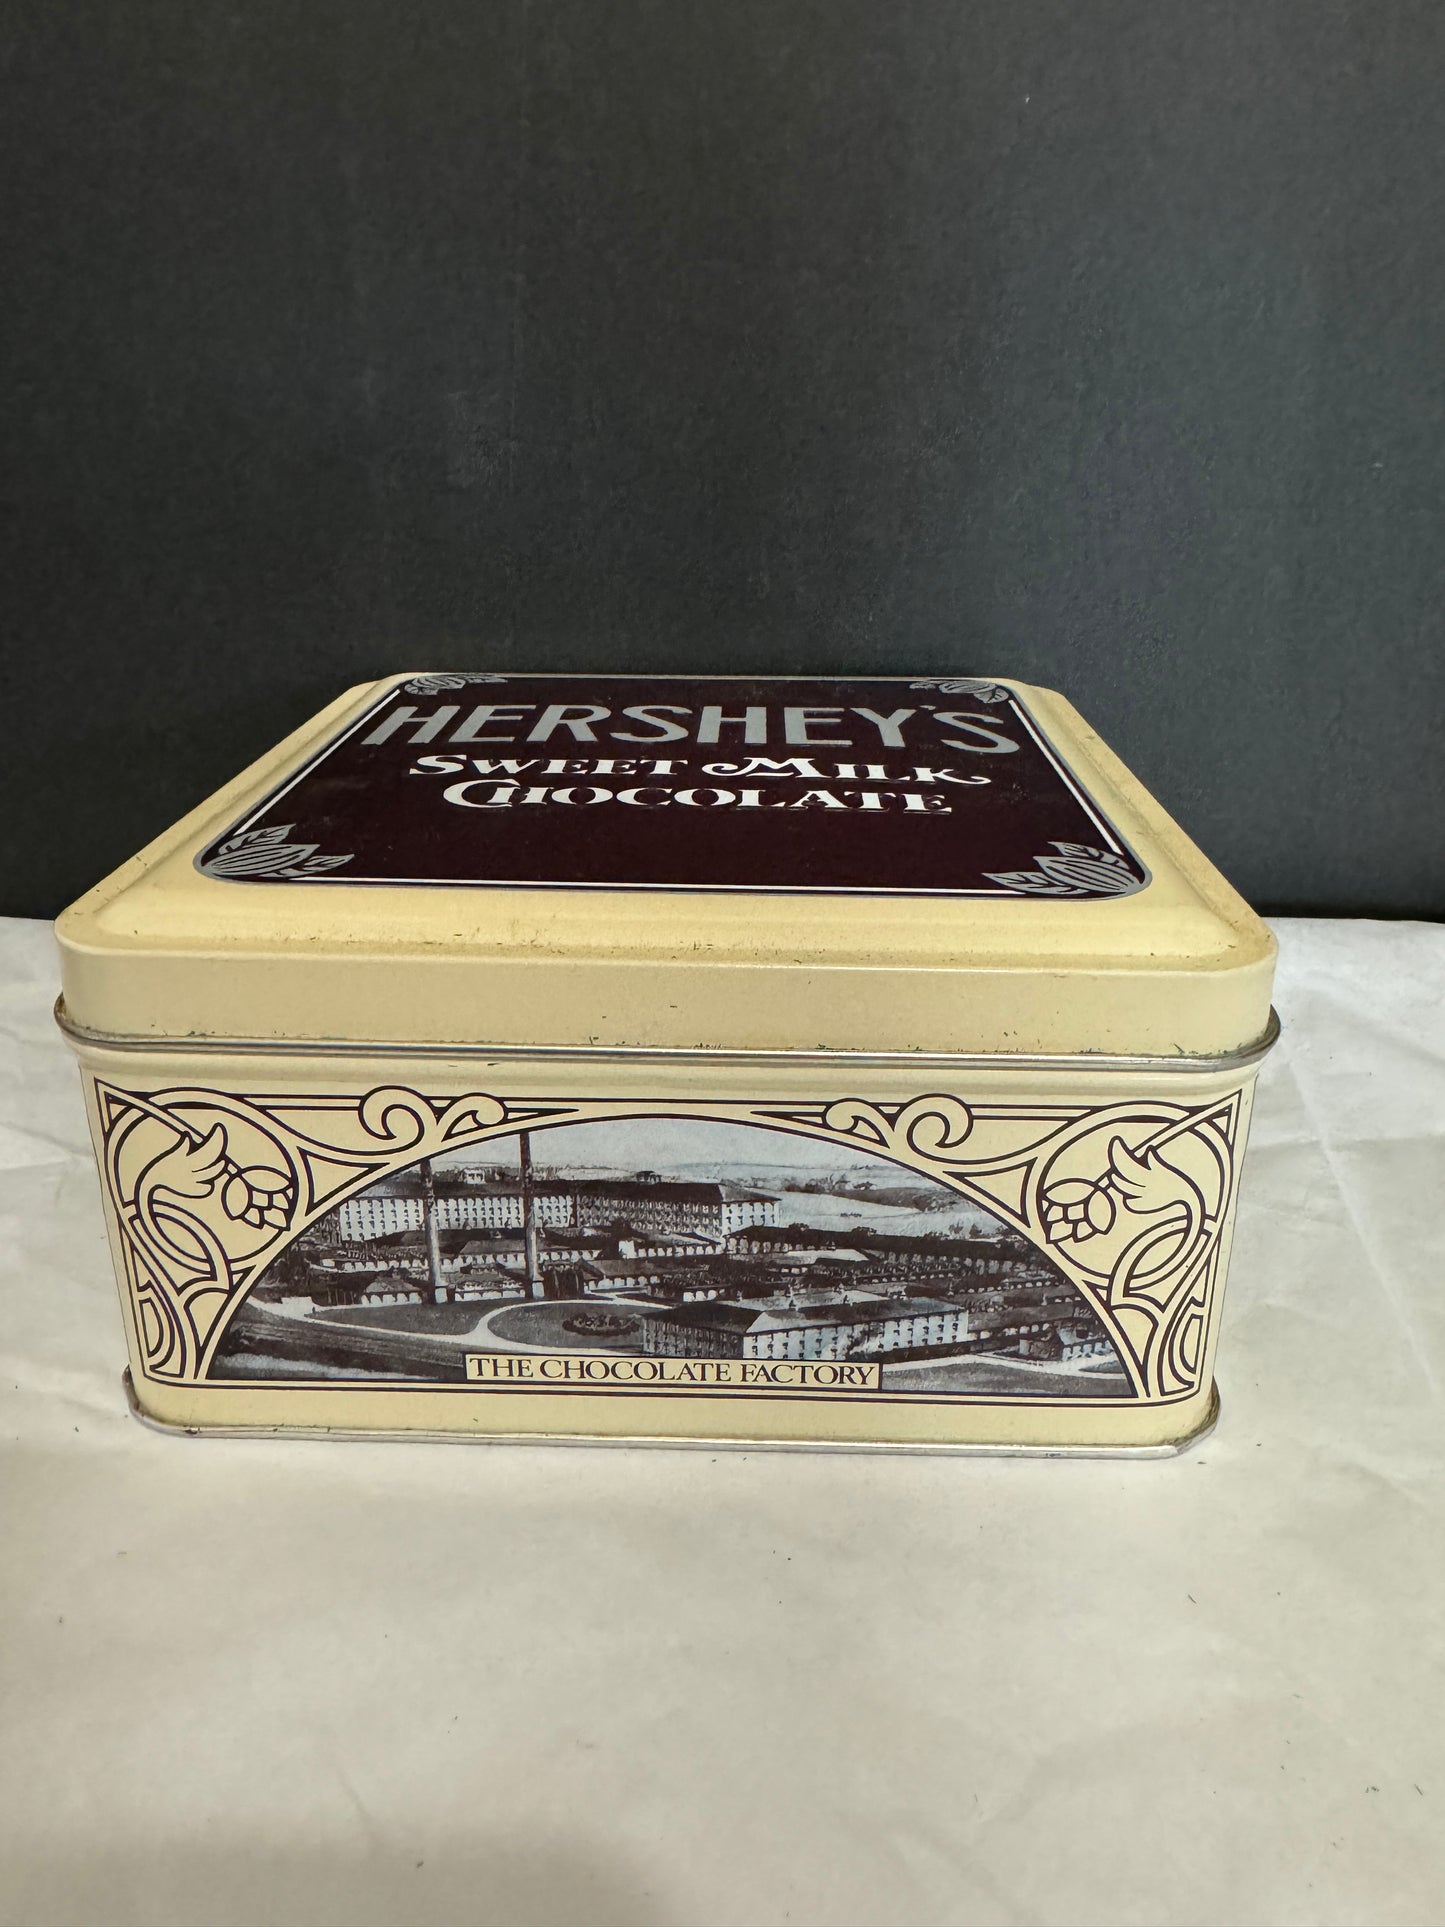 HERSHEY'S
SWEET MILK
CHOCOLATE
THE CHOCOLATE FACTORY